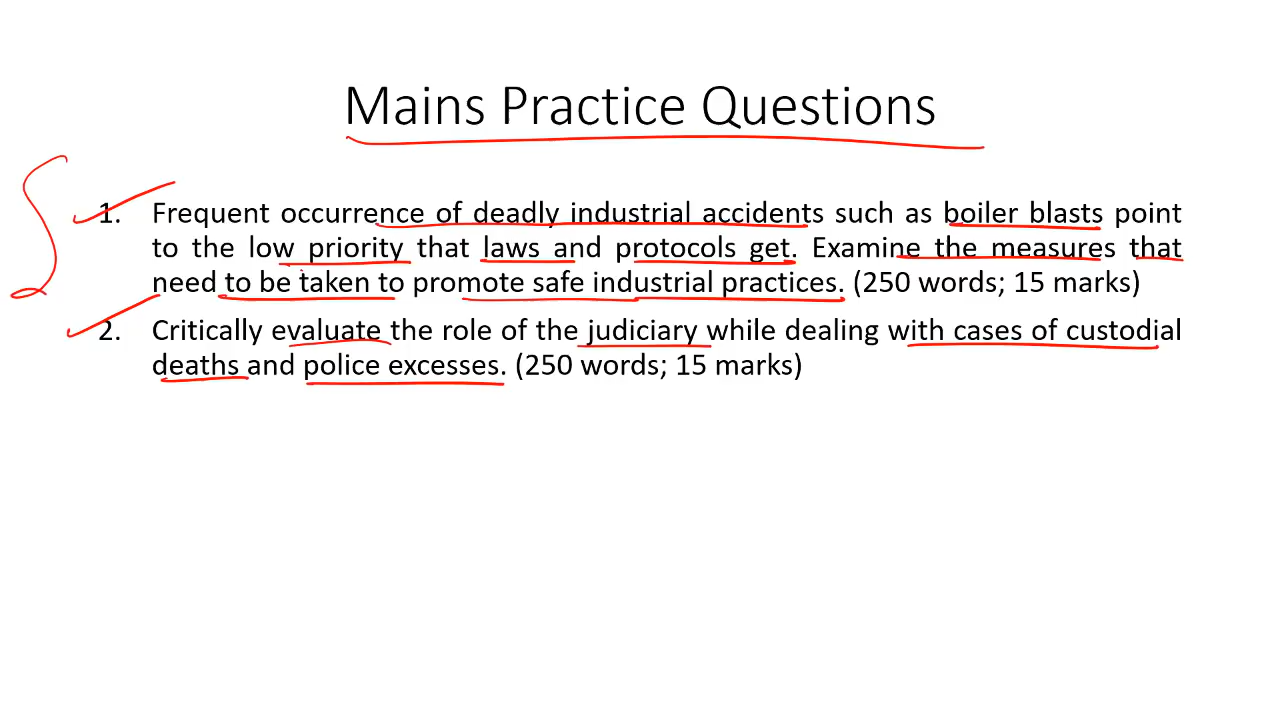 Mains Practice Questions
1. Frequent occurrence of deadly industrial accidents such as boiler blasts point
to the low priority that laws and protocols get. Examine the measures that
need to be taken to promote safe industrial practices. (250 words; 15 marks)
2. Critically evaluate the role of the judiciary while dealing with cases of custodial
deaths and police excesses. (250 words; 15 marks)